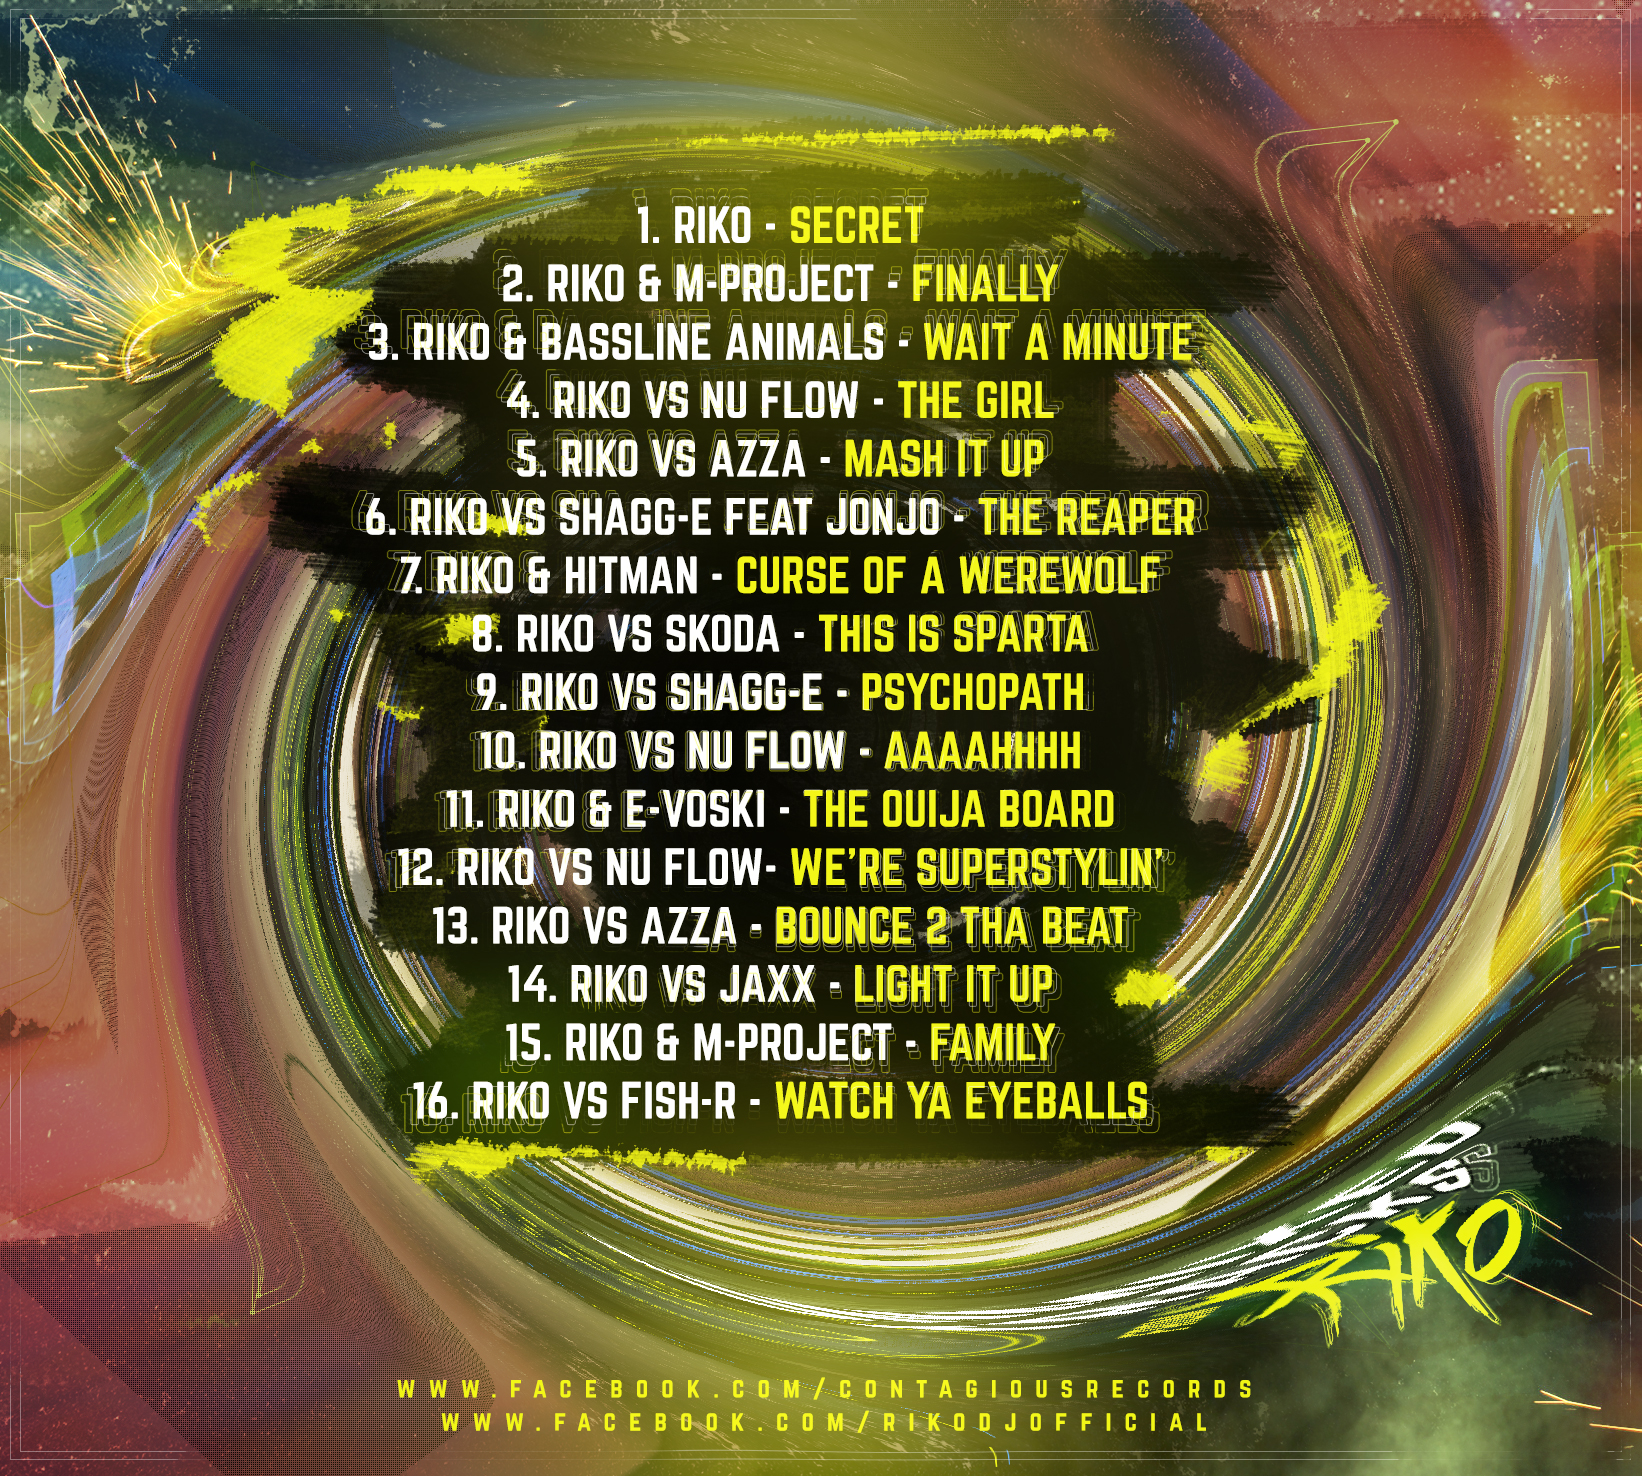 1. RIKO - SECRET
2. RIKO & M-PROJECT - FINALLY
3. RIKO & BASSLINE ANIMALS - WAIT A MINUTE
4. RIKO VS NU FLOW - THE GIRL
5. RIKO VS AZZA - MASH IT UP
6. RIKO VS SHAGG-E FEAT JONJO - THE REAPER
7. RIKO & HITMAN - CURSE OF A WEREWOLF
8. RIKO VS SKODA - THIS IS SPARTA
9. RIKO VS SHAGG-E - PSYCHOPATH
10. RIKO VS NU FLOW - AAAAHHHH
11. RIKO & E-VOSKI - THE OUIJA BOARD
12. RIKO VS NU FLOW- WE'RE SUPERSTYLIN'
13. RIKO VS AZZA - BOUNCE 2 THA BEAT
14. RIKO VS JAXX - LIGHT IT UP
15. RIKO & M-PROJECT - FAMILY
16. RIKO VS FISH-R - WATCH YA EYEBALLS
RIKO
WWW.FACEBOOK.COM/CONTAGIOUSRECORDS
WWW.FACEBOOK.COM/RIKODJOFFICIAL